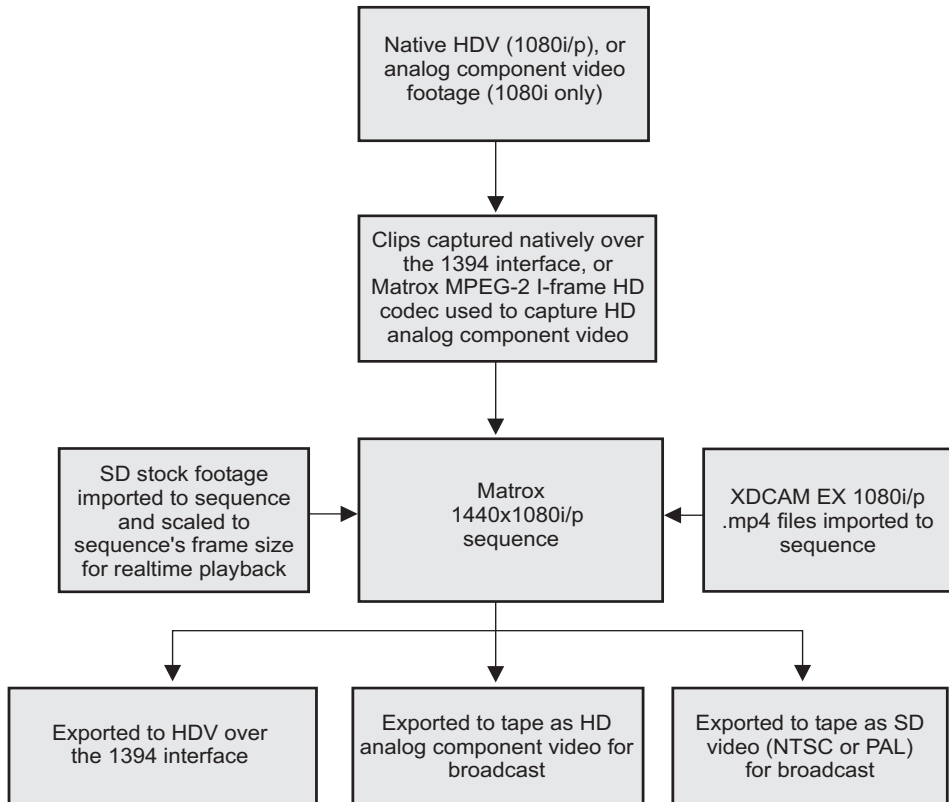 Native HDV (1080i/p), or
analog component video
footage (1080i only)
Clips captured natively over
the 1394 interface, or
Matrox MPEG-2 I-frame HD
codec used to capture HD
analog component video
SD stock footage
imported to sequence
and scaled to
sequence's frame size
for realtime playback
Matrox
1440x1080i/p
sequence
XDCAM EX 1080i/p
.mp4 files imported to
sequence
Exported to HDV over
the 1394 interface
Exported to tape as HD
analog component video for
broadcast
Exported to tape as SD
video (NTSC or PAL)
for broadcast